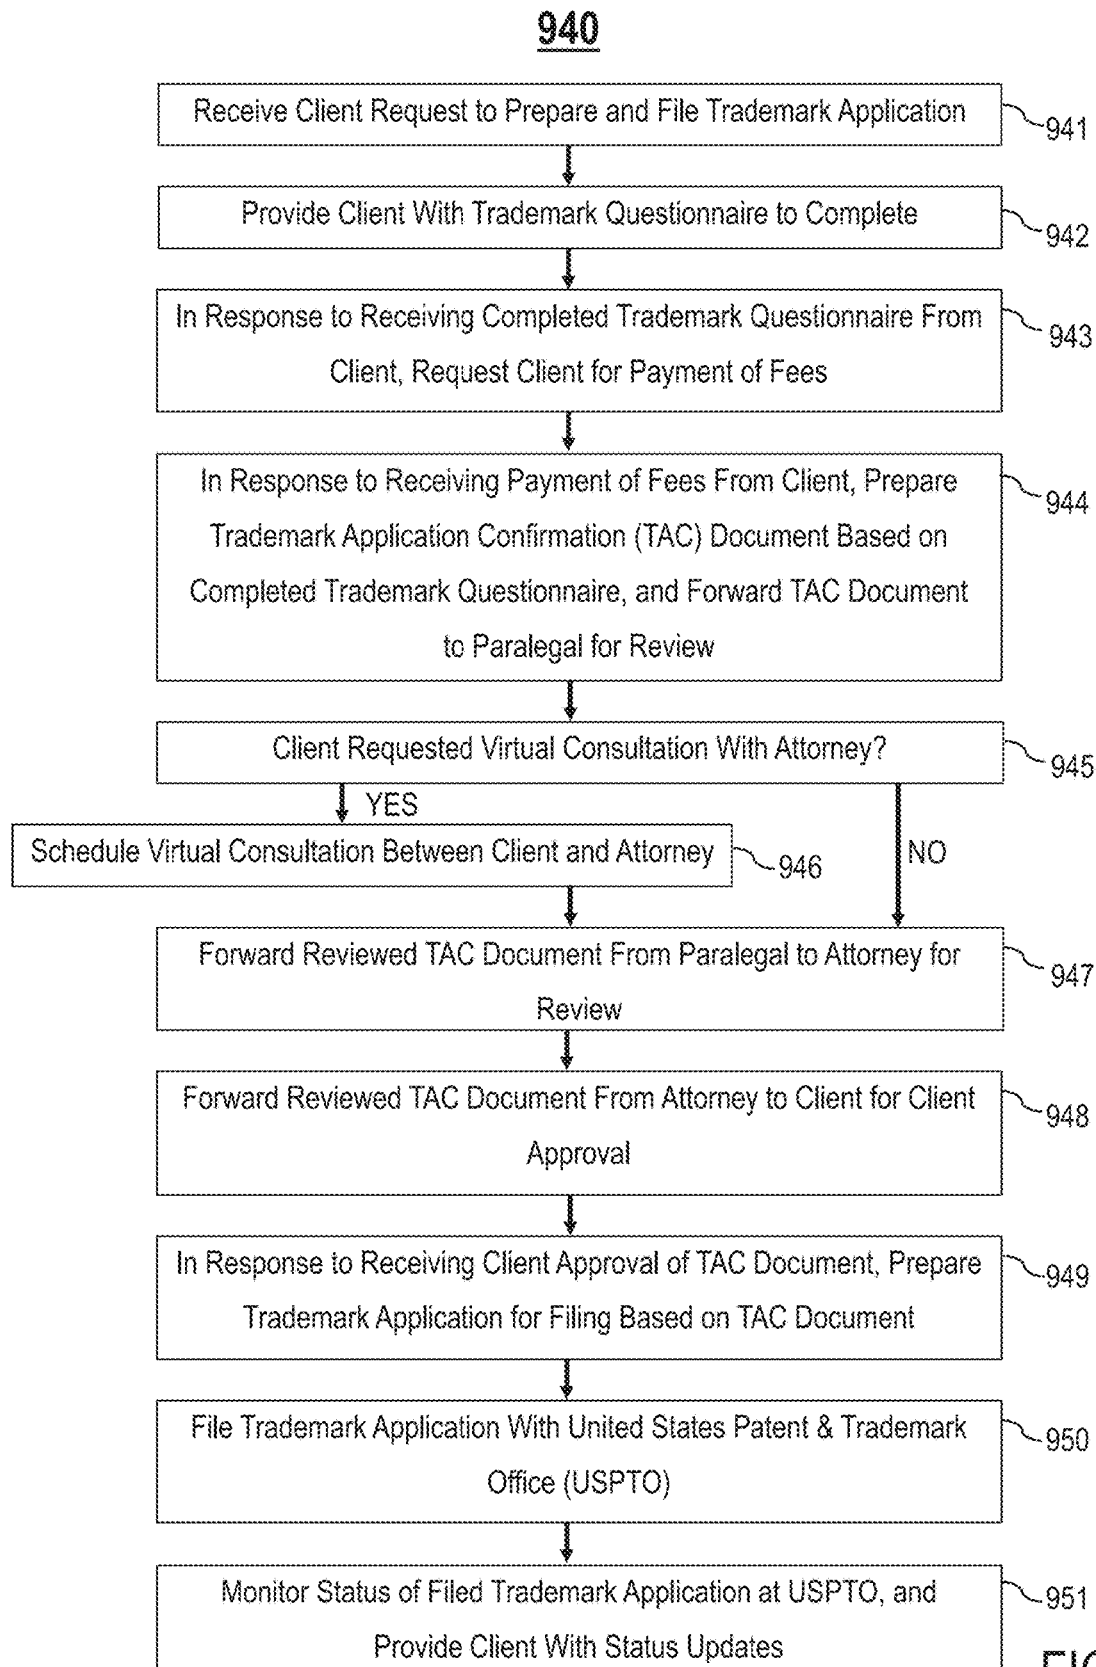 940
Receive Client Request to Prepare and File Trademark Application
941
Provide Client With Trademark Questionnaire to Complete
942
In Response to Receiving Completed Trademark Questionnaire From
Client, Request Client for Payment of Fees
943
In Response to Receiving Payment of Fees From Client, Prepare
Trademark Application Confirmation (TAC) Document Based on
Completed Trademark Questionnaire, and Forward TAC Document
to Paralegal for Review
944
Client Requested Virtual Consultation With Attorney?
945
YES
Schedule Virtual Consultation Between Client and Attorney
946
NO
Forward Reviewed TAC Document From Paralegal to Attorney for
Review
947
Forward Reviewed TAC Document From Attorney to Client for Client
Approval
948
In Response to Receiving Client Approval of TAC Document, Prepare
Trademark Application for Filing Based on TAC Document
949
File Trademark Application With United States Patent & Trademark
Office (USPTO)
950
Monitor Status of Filed Trademark Application at USPTO, and
Provide Client With Status Updates
951